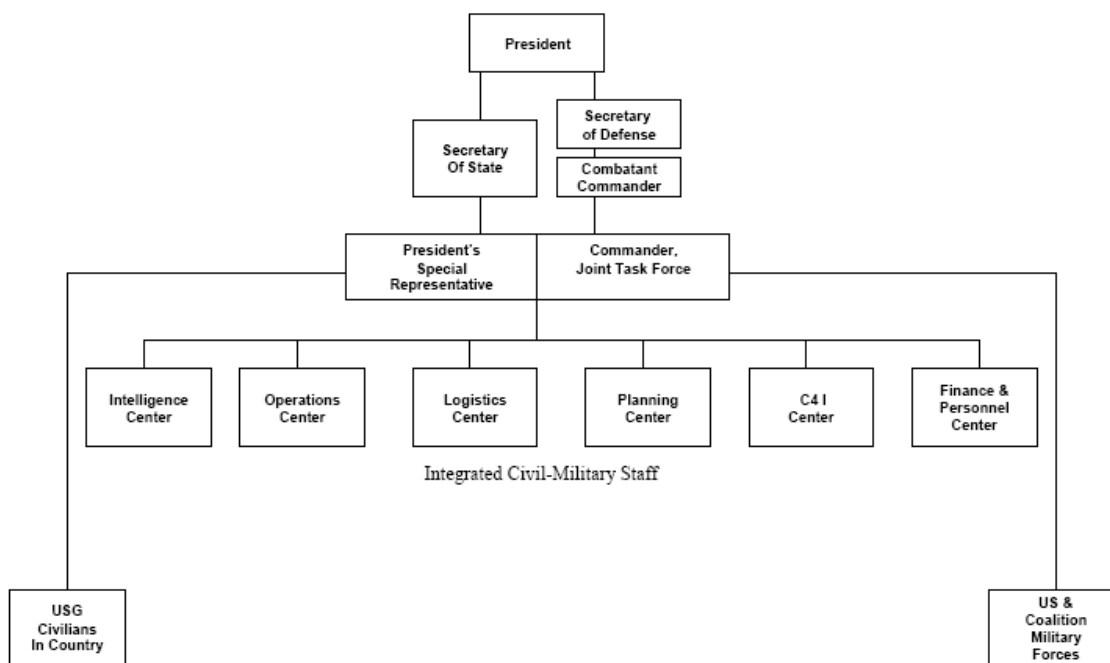 President
Secretary
of Defense
Secretary
Of State
Combatant
Commander
President's
Special
Representative
Commander,
Joint Task Force
Intelligence
Center
Operations
Center
Logistics
Center
Planning
Center
C4 I
Center
Finance &
Personnel
Center
Integrated Civil-Military Staff
USG
Civilians
In Country
US &
Coalition
Military
Forces